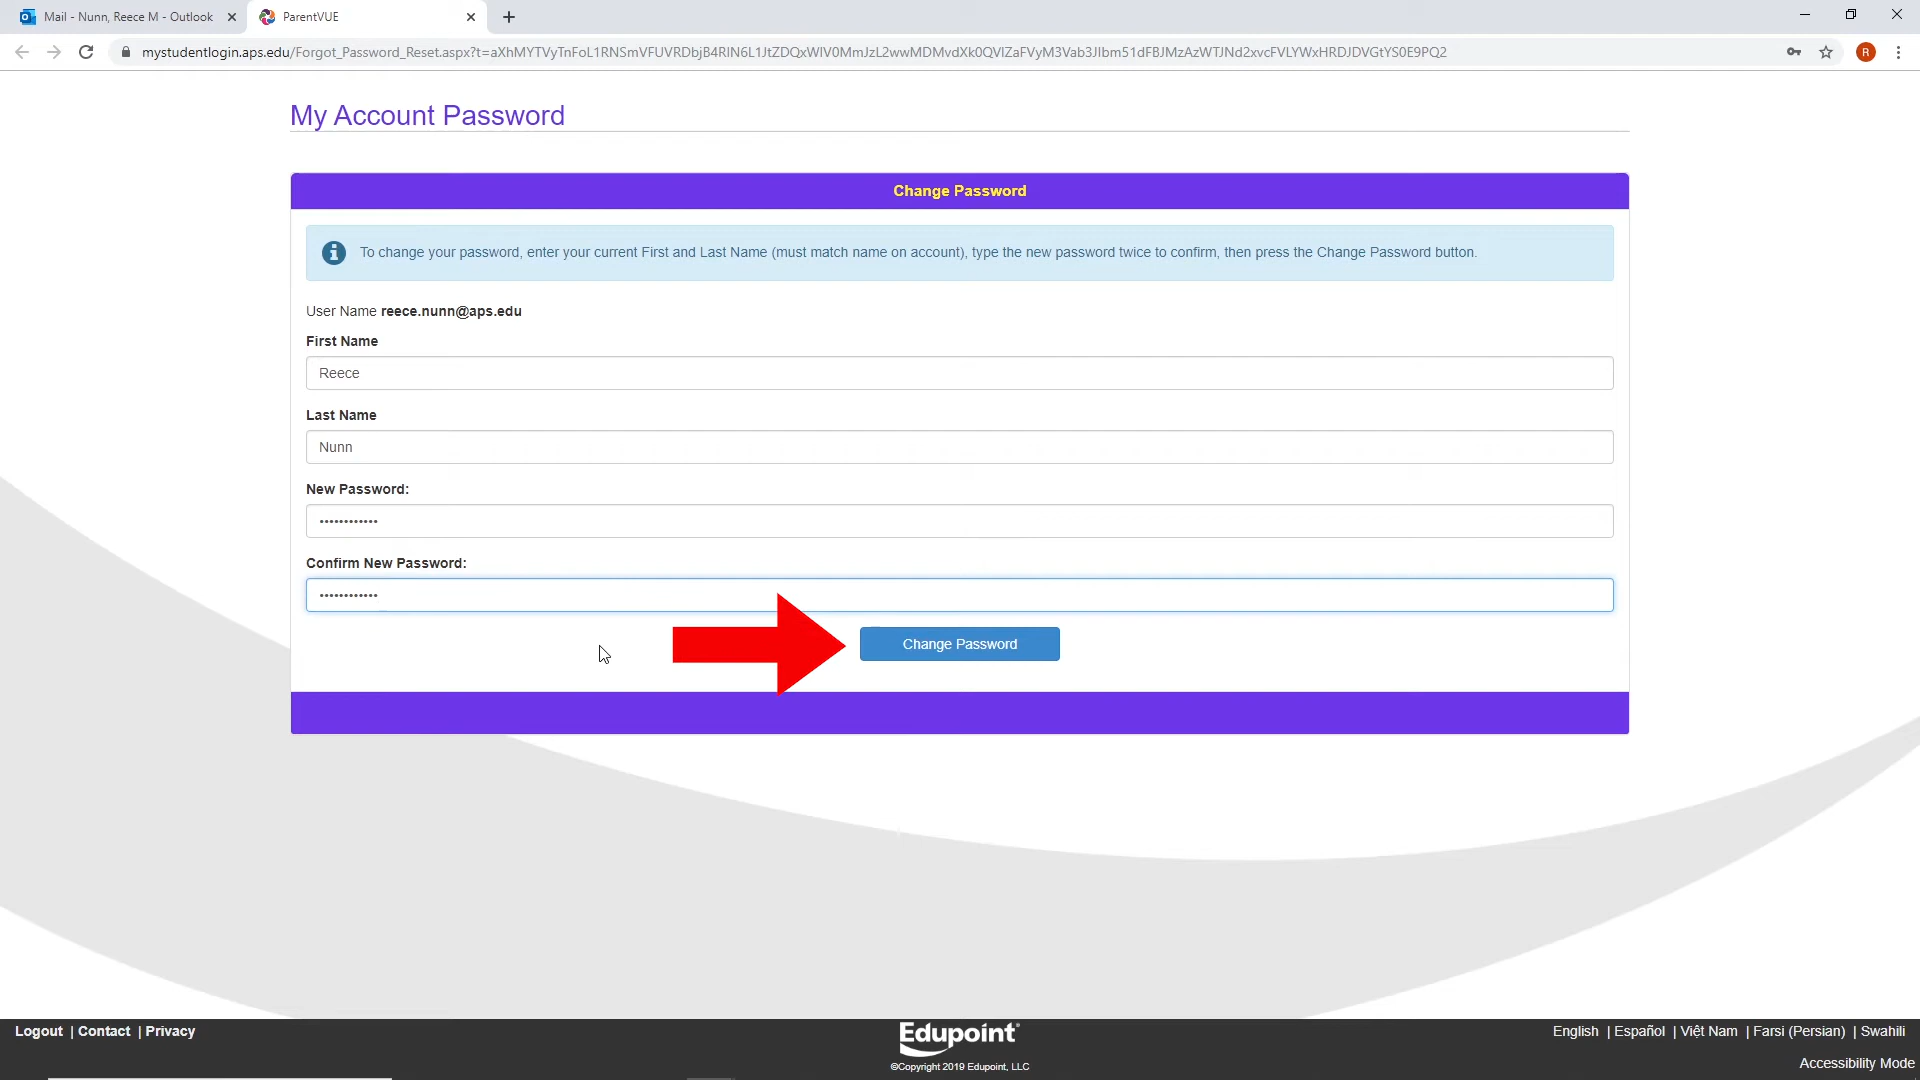 Mail - Nunn, Reece M - Outlook
ParentVUE
mystudentlogin.aps.edu/Forgot_Password_Reset.aspx?t=aXhMYTVyTnFoL1RNSmVFUVRDbjB4RlN6L1JtZDQxWlV0MmJzL2wwMDMvdXk0QVlZaFVyM3Vab3JIbm51dFBJMzAzWTJNd2xvcFVLYWxHRDJDVGtYS0E9PQ2
R
My Account Password
Change Password
To change your password, enter your current First and Last Name (must match name on account), type the new password twice to confirm, then press the Change Password button.
User Name reece.nunn@aps.edu
First Name
Reece
Last Name
Nunn
New Password:
Confirm New Password:
Change Password
Logout | Contact | Privacy
Edupoint
©Copyright 2019 Edupoint, LLC
English | Español | Việt Nam | Farsi (Persian) | Swahili
Accessibility Mode